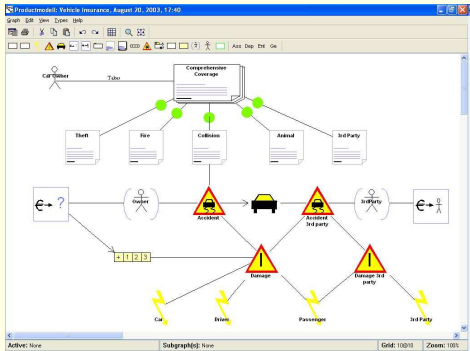 Productmodell: Vehicle Insurance, August 20, 2003, 17:40
Graph Edit View Types Help
Ass Dep Enti Ge
Comprehensive
Coverage
Car Owner
Takes
Theft Fire Collision Animal 3rd Party
€→ ? Owner 3rdParty €→
Accident Accident
3rd party
+ 1 2 3
Damage Damage 3rd
party
Car Driver Passenger 3rd Party
Active: None Subgraph(s): None Grid: 10@10 Zoom: 100%